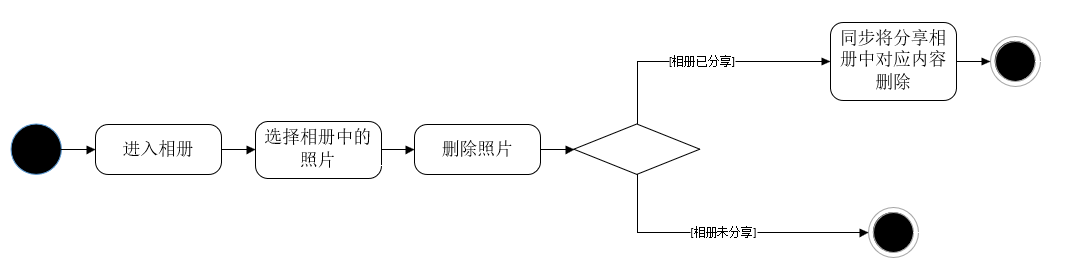 进入相册
选择相册中的
照片
删除照片
[相册已分享]
同步将分享相
册中对应内容
删除
[相册未分享]